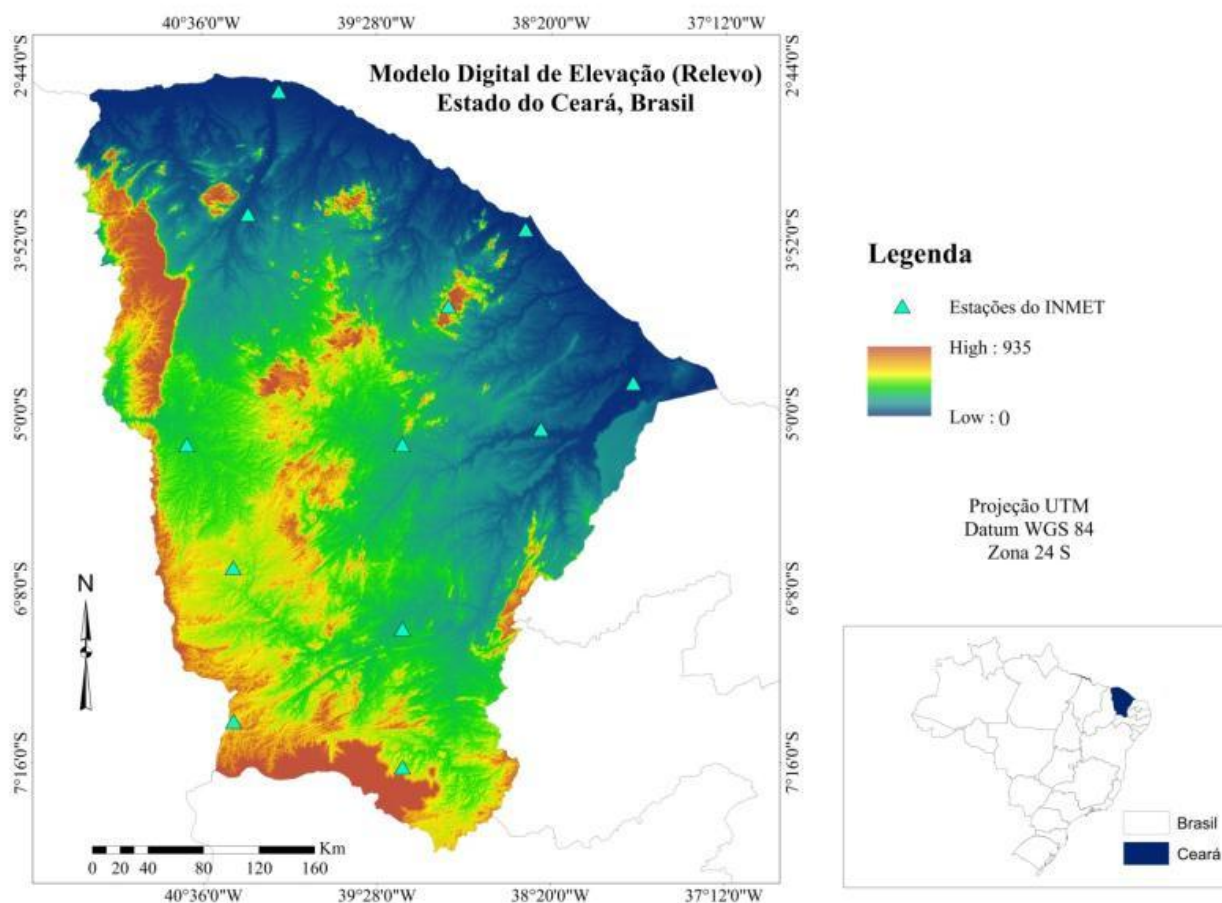 40°36'0"W 39°28'0"W 38°20'0"W 37°12'0"W
Modelo Digital de Elevação (Relevo)
Estado do Ceará, Brasil
2°44'0"S 2°44'0"S
3°52'0"S 3°52'0"S
5°0'0"S 5°0'0"S
6°8'0"S 6°8'0"S
7°16'0"S 7°16'0"S
N
Km
0 20 40 80 120 160
40°36'0"W 39°28'0"W 38°20'0"W 37°12'0"W
Legenda
Estações do INMET
High : 935
Low : 0
Projeção UTM
Datum WGS 84
Zona 24 S
Brasil
Ceará